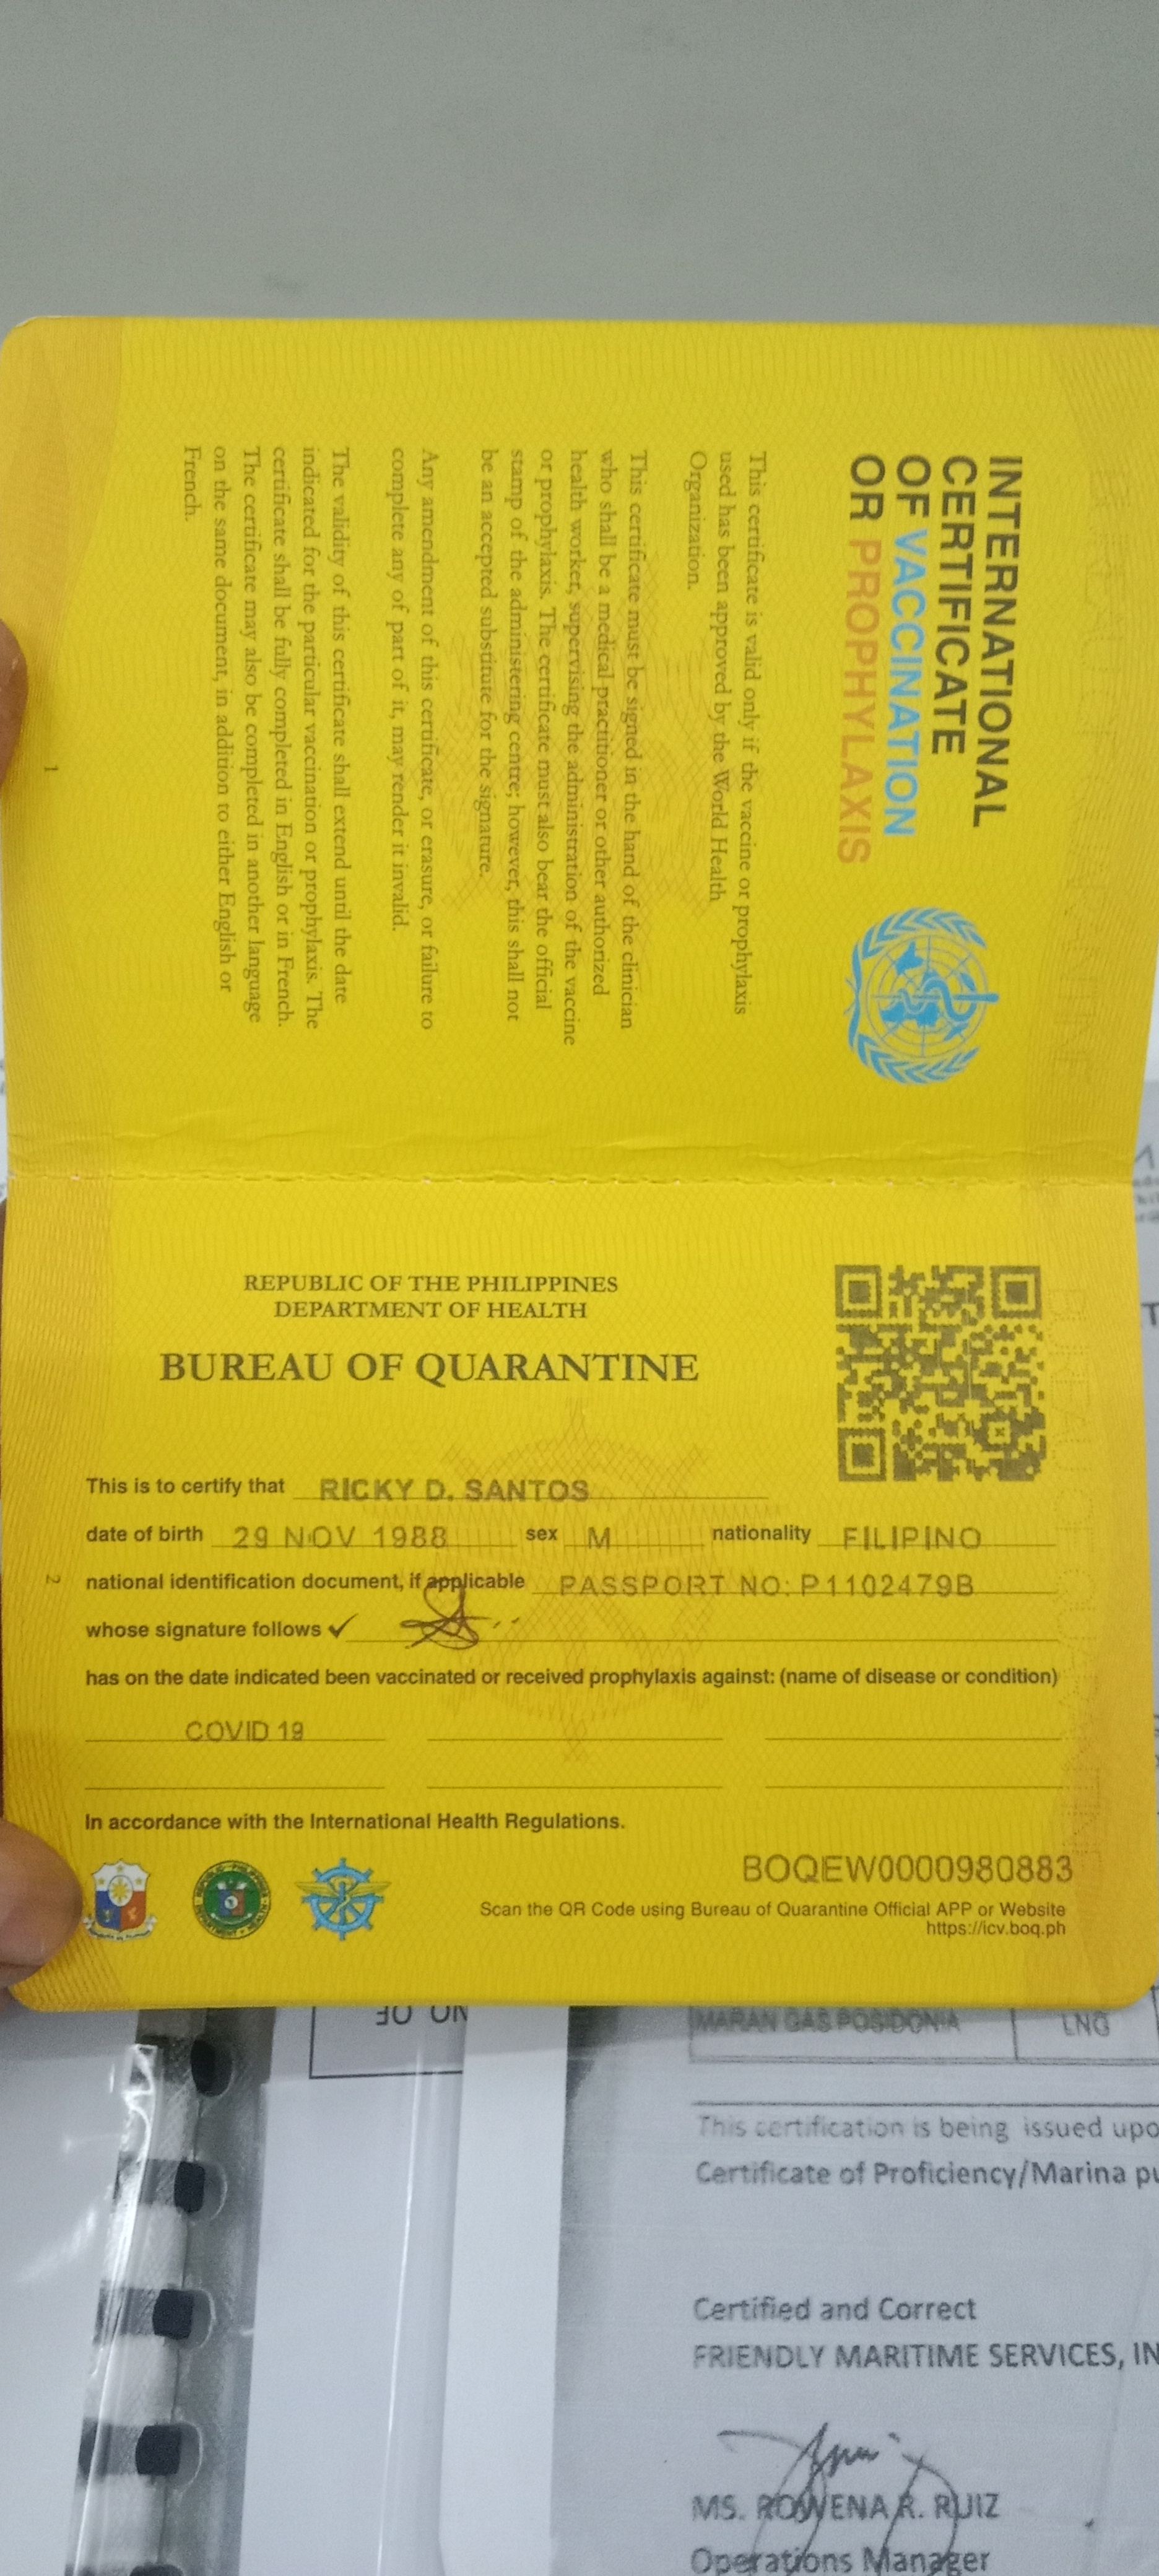 INTERNATIONAL
CERTIFICATE
OF VACCINATION
OR PROPHYLAXIS
This certificate is valid only if the vaccine or prophylaxis
used has been approved by the World Health
Organization.
This certificate must be signed in the hand of the clinician
who shall be a medical practitioner or other authorized
health worker, supervising the administration of the vaccine
or prophylaxis. The certificate must also bear the official
stamp of the administering centre; however, this shall not
be an accepted substitute for the signature.
Any amendment of this certificate, or erasure, or failure to
complete any of part of it, may render it invalid.
The validity of this certificate shall extend until the date
indicated for the particular vaccination or prophylaxis. The
certificate shall be fully completed in English or in French.
The certificate may also be completed in another language
on the same document, in addition to either English or
French.
1
REPUBLIC OF THE PHILIPPINES
DEPARTMENT OF HEALTH
BUREAU OF QUARANTINE
This is to certify that RICKY D. SANTOS
date of birth 29 NOV 1988 sex M nationality FILIPINO
national identification document, if applicable PASSPORT NO: P1102479B
whose signature follows ✓
has on the date indicated been vaccinated or received prophylaxis against: (name of disease or condition)
COVID 19
In accordance with the International Health Regulations.
BOQEW0000980883
Scan the QR Code using Bureau of Quarantine Official APP or Website
https://icv.boq.ph
2
NO OF
MARAN GAS POSIDONIA LNG
This certification is being issued upo
Certificate of Proficiency/Marina pu
Certified and Correct
FRIENDLY MARITIME SERVICES, IN
MS. ROWENA R. RUIZ
Operations Manager